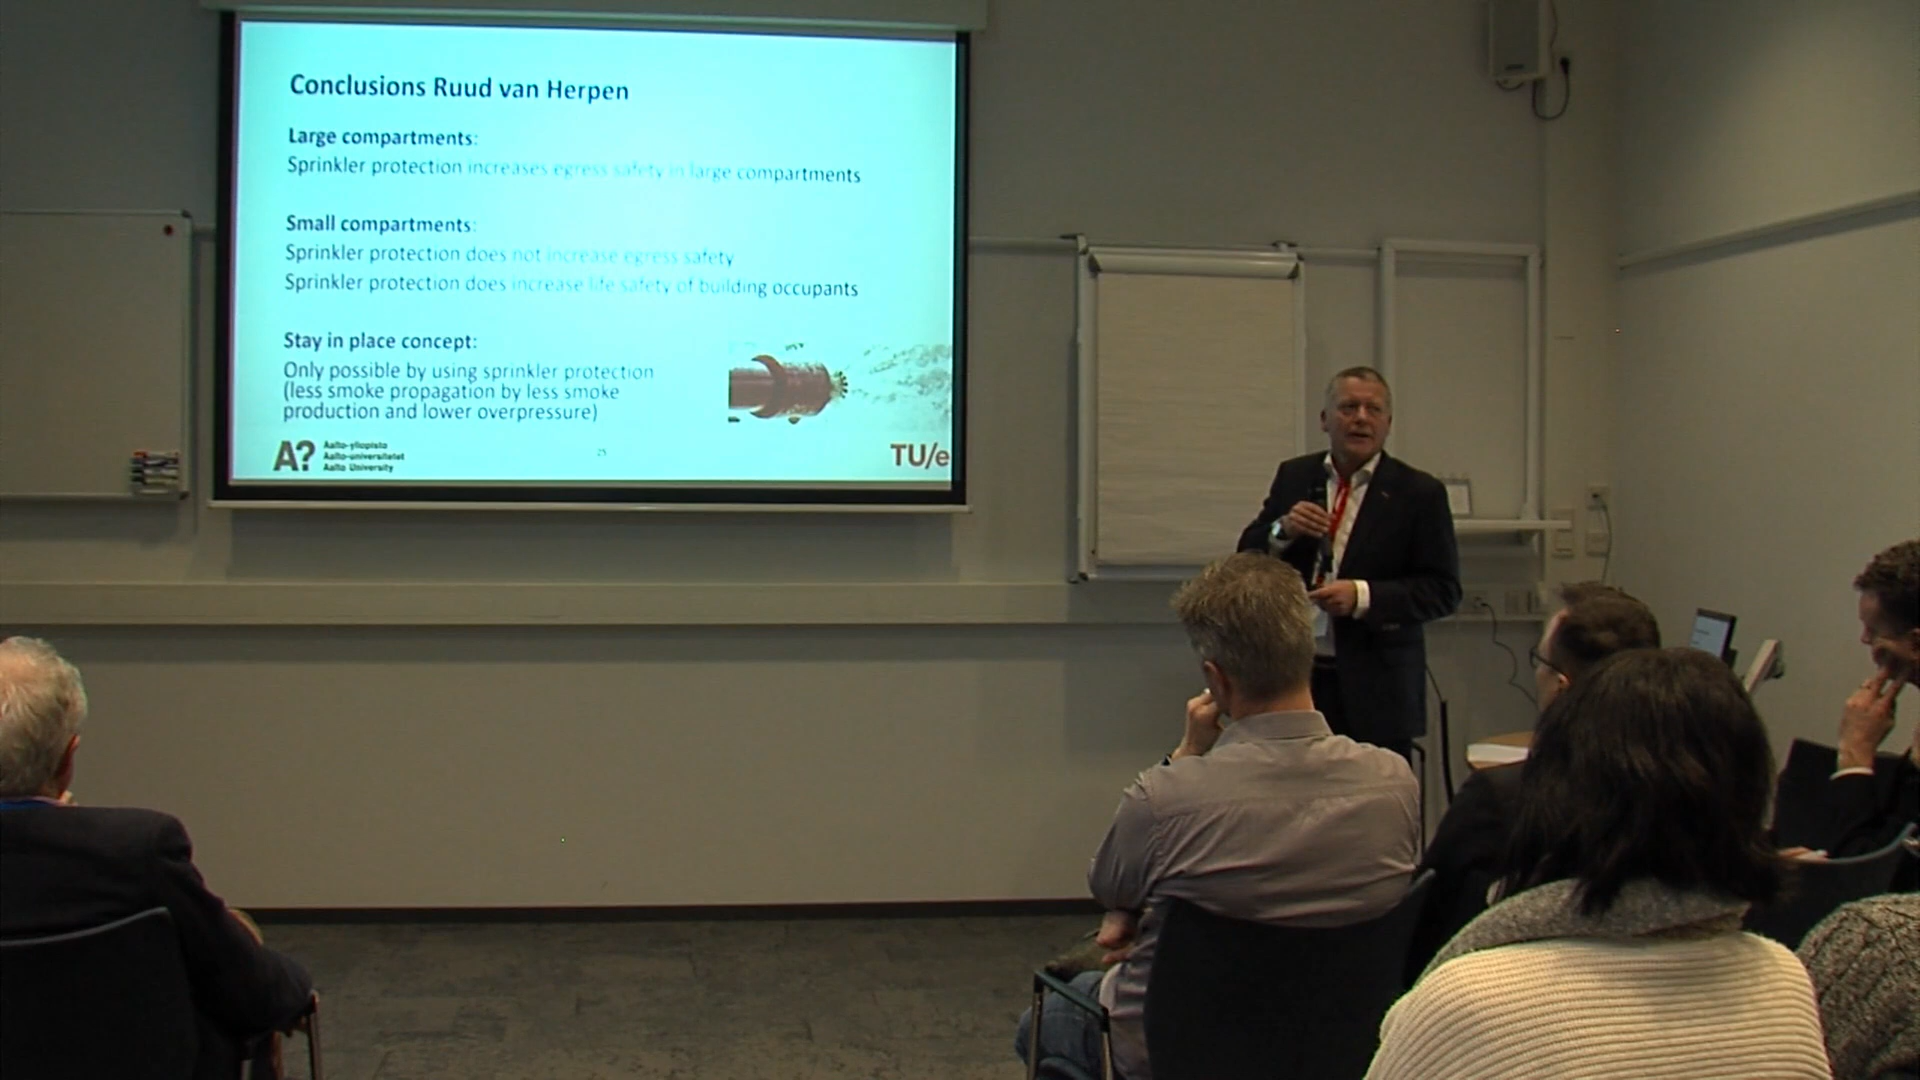 Conclusions Ruud van Herpen
Large compartments:
Sprinkler protection increases egress safety in large compartments
Small compartments:
Sprinkler protection does not increase egress safety
Sprinkler protection does increase life safety of building occupants
Stay in place concept:
Only possible by using sprinkler protection
(less smoke propagation by less smoke
production and lower overpressure)
A?
Aalto-yliopisto
Aalto-universitetet
Aalto University
25
TU/e